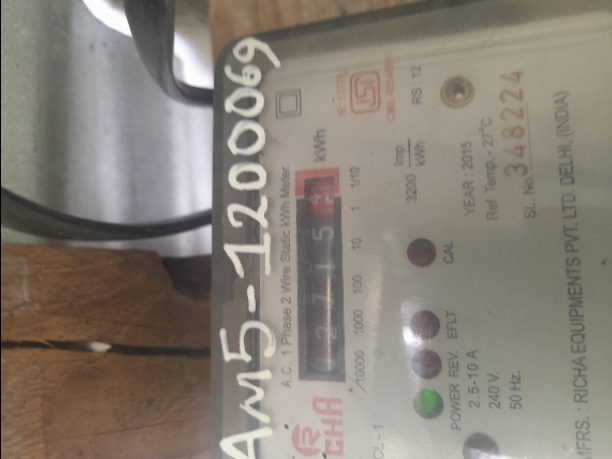 AM5-1200069
A.C. 1 Phase 2 Wire Static kWh Meter.
CHA
kWh
2715
10000 1000 100 10 1 1/10
CL-1
Imp
3200 kWh
RS : 12
POWER REV. EFLT CAL
2.5-10 A
240 V.
50 Hz.
YEAR : 2015
Ref. Temp. - 27°C
SL. No. 348224
MFRS. : RICHA EQUIPMENTS PVT. LTD. DELHI, (INDIA)